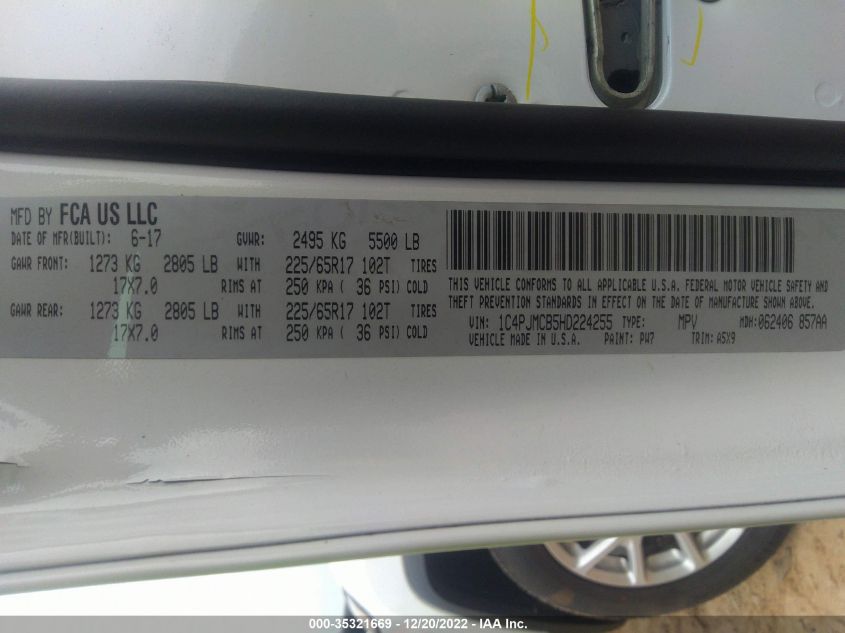 MFD BY FCA US LLC
DATE OF MFR(BUILT): 6-17 GVWR: 2495 KG 5500 LB
GAWR FRONT: 1273 KG 2805 LB WITH 225/65R17 102T TIRES
17X7.0 RIMS AT 250 KPA ( 36 PSI) COLD
GAWR REAR: 1273 KG 2805 LB WITH 225/65R17 102T TIRES
17X7.0 RIMS AT 250 KPA ( 36 PSI) COLD
THIS VEHICLE CONFORMS TO ALL APPLICABLE U.S.A. FEDERAL MOTOR VEHICLE SAFETY AND
THEFT PREVENTION STANDARDS IN EFFECT ON THE DATE OF MANUFACTURE SHOWN ABOVE.
VIN: 1C4PJMCB5HD224255 TYPE: MPV MDH:062406 857AA
VEHICLE MADE IN U.S.A. PAINT: PW7 TRIM: A5X9
000-35321669 - 12/20/2022 - IAA Inc.